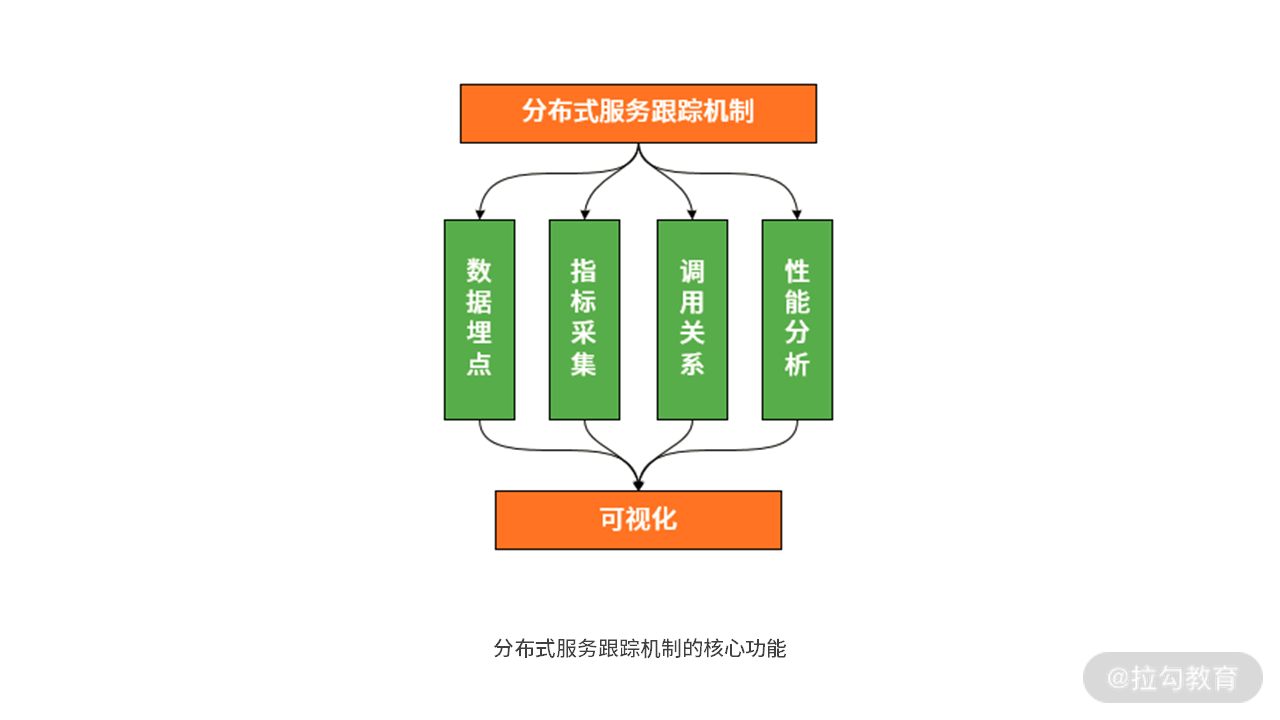 分布式服务跟踪机制
数据埋点
指标采集
调用关系
性能分析
可视化
分布式服务跟踪机制的核心功能
@拉勾教育